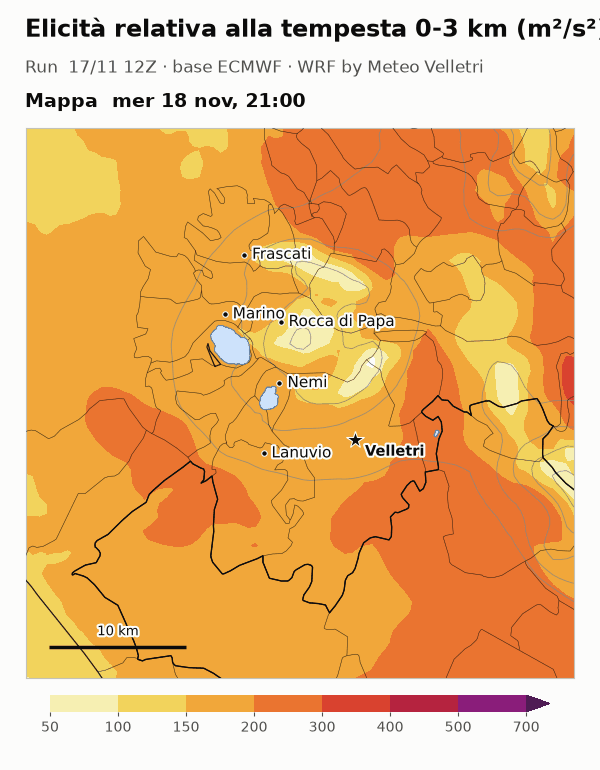 Elicità relativa alla tempesta 0-3 km (m²/s²)
Run  17/11 12Z · base ECMWF · WRF by Meteo Velletri
Mappa  mer 18 nov, 21:00
Frascati
Marino
Rocca di Papa
Nemi
Velletri
Lanuvio
10 km
50 100 150 200 300 400 500 700